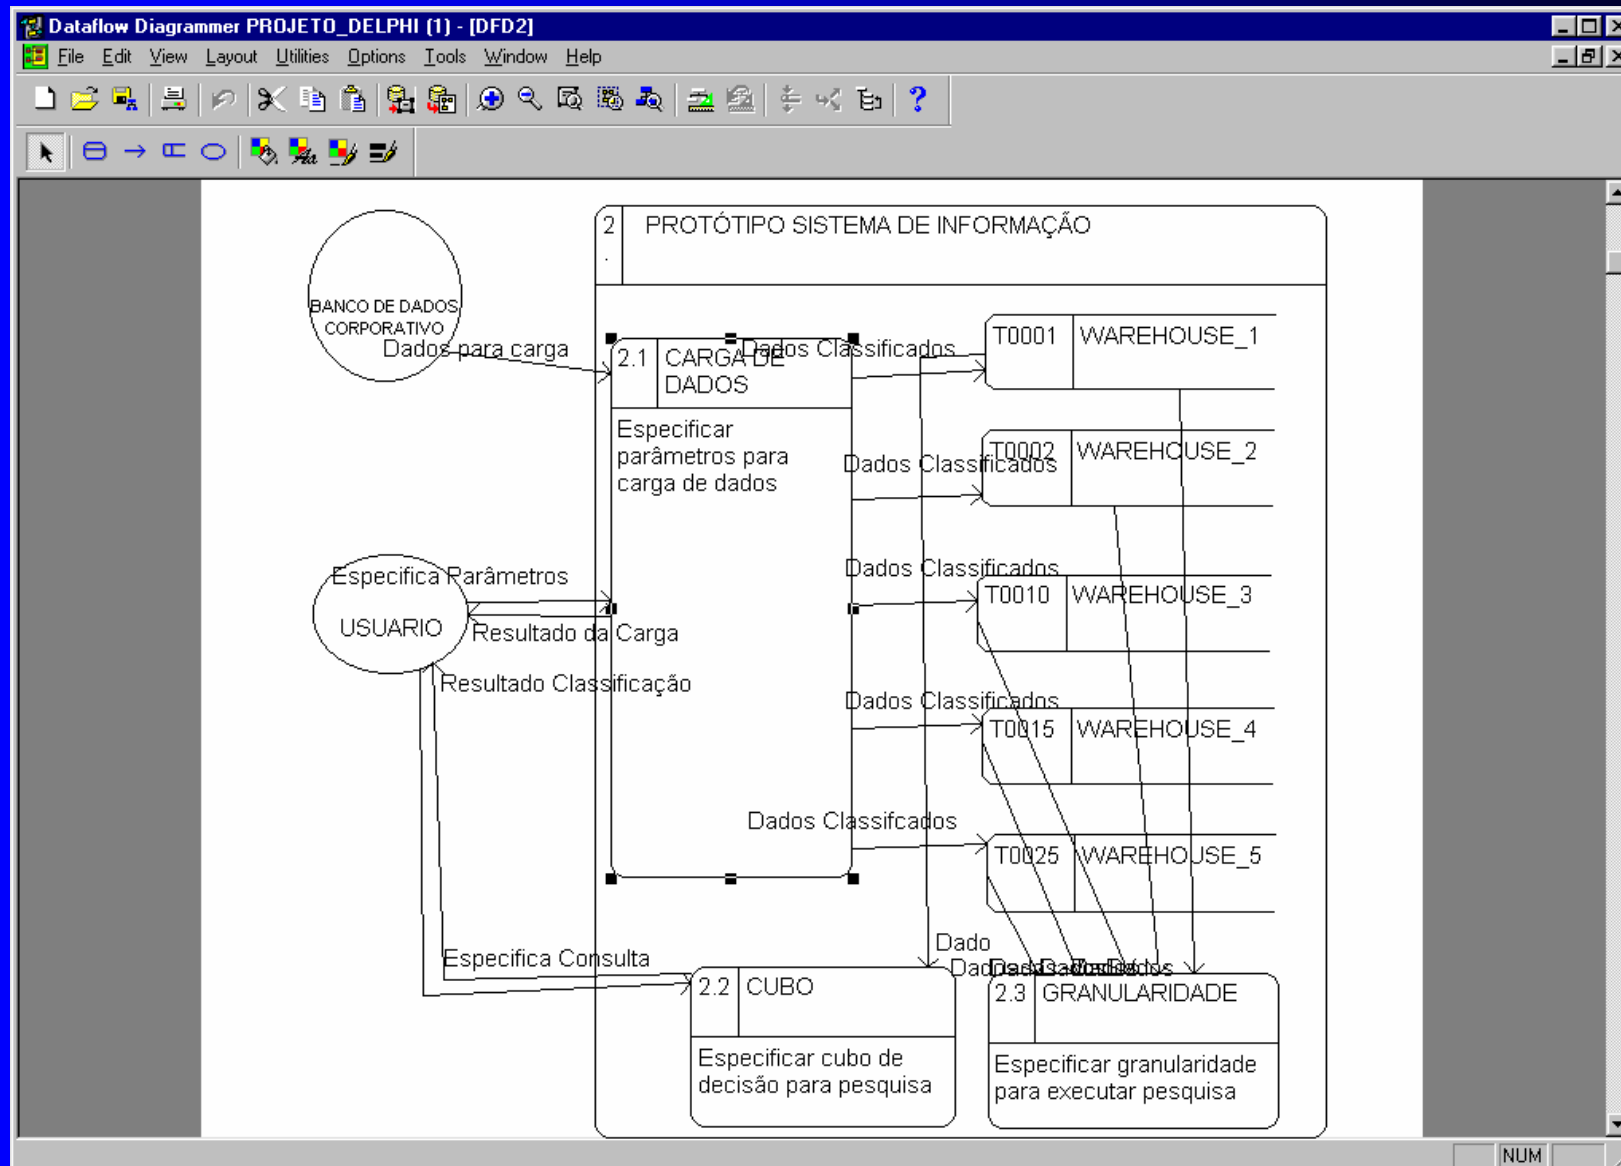 Dataflow Diagrammer PROJETO_DELPHI (1) - [DFD2]
File Edit View Layout Utilities Options Tools Window Help
2
.
PROTÓTIPO SISTEMA DE INFORMAÇÃO
BANCO DE DADOS
CORPORATIVO
Dados para carga
2.1
CARGA DE
DADOS
Especificar
parâmetros para
carga de dados
Dados Classificados
T0001
WAREHOUSE_1
Dados Classificados
T0002
WAREHOUSE_2
Dados Classificados
T0010
WAREHOUSE_3
Dados Classificados
T0015
WAREHOUSE_4
Dados Classifcados
T0025
WAREHOUSE_5
Especifica Parâmetros
USUARIO
Resultado da Carga
Resultado Classificação
Especifica Consulta
Dado
2.2
CUBO
Especificar cubo de
decisão para pesquisa
2.3
GRANULARIDADE
Especificar granularidade
para executar pesquisa
NUM